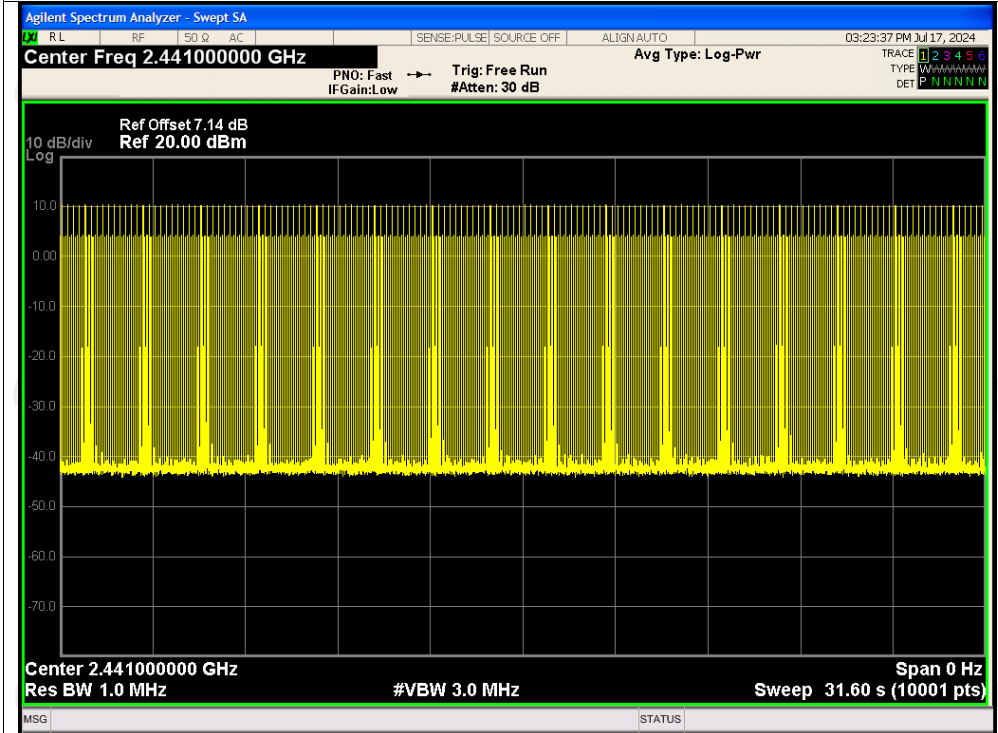 Agilent Spectrum Analyzer - Swept SA
LXI RL RF 50 Ω AC SENSE:PULSE SOURCE OFF ALIGN AUTO 03:23:37 PM Jul 17, 2024
Center Freq 2.441000000 GHz Avg Type: Log-Pwr TRACE 1 2 3 4 5 6
PNO: Fast Trig: Free Run TYPE W
IFGain:Low #Atten: 30 dB DET P N N N N N
Ref Offset 7.14 dB
10 dB/div Ref 20.00 dBm
Log
10.0
0.00
-10.0
-20.0
-30.0
-40.0
-50.0
-60.0
-70.0
Center 2.441000000 GHz Span 0 Hz
Res BW 1.0 MHz #VBW 3.0 MHz Sweep 31.60 s (10001 pts)
MSG STATUS